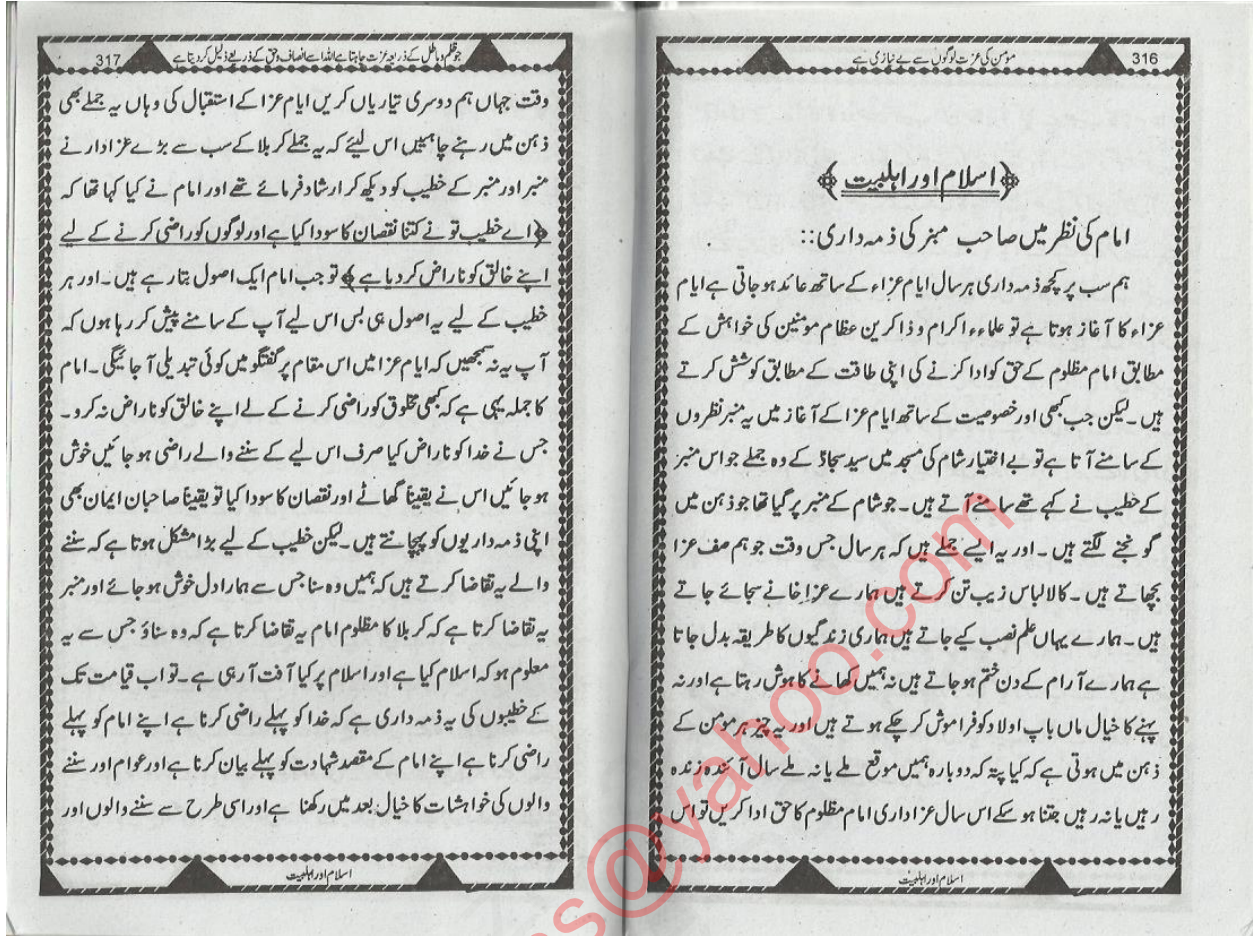 316
مؤمن کی عزت لوگوں سے بے نیازی ہے
﴿اسلام اور اہلبیت﴾
امام کی نظر میں صاحب منبر کی ذمہ داری::
ہم سب پر کچھ ذمہ داری ہر سال ایام عزاء کے ساتھ عائد ہو جاتی ہے ایام
عزاء کا آغاز ہوتا ہے تو علماء اکرام و ذاکرین عظام مومنین کی خواہش کے
مطابق امام مظلوم کے حق کو ادا کرنے کی اپنی طاقت کے مطابق کوشش کرتے
ہیں۔ لیکن جب کبھی اور خصوصیت کے ساتھ ایام عزا کے آغاز میں یہ منبر نظروں
کے سامنے آتا ہے تو بے اختیار شام کی مسجد میں سید سجادؑ کے وہ جملے جو اس منبر
کے خطیب نے کہے تھے سامنے آتے ہیں۔ جو شام کے منبر پر گیا تھا جو ذہن میں
گونجنے لگتے ہیں۔ اور یہ ایسے جملے ہیں کہ ہر سال جس وقت جو ہم صف عزا
بچھاتے ہیں۔ کالا لباس زیب تن کرتے ہیں ہمارے عزا خانے سجائے جاتے
ہیں۔ ہمارے یہاں علم نصب کیے جاتے ہیں ہماری زندگیوں کا طریقہ بدل جاتا
ہے ہمارے آرام کے دن ختم ہو جاتے ہیں نہ ہمیں کھانے کا ہوش رہتا ہے اور نہ
پہنے کا خیال ماں باپ اولاد کو فراموش کر چکے ہوتے ہیں اور یہ چیز ہر مومن کے
ذہن میں ہوتی ہے کہ کیا پتہ کہ دوبارہ ہمیں موقع ملے یا نہ ملے سال آئندہ زندہ
رہیں یا نہ رہیں جتنا ہو سکے اس سال عزاداری امام مظلوم کا حق ادا کریں تو اس
اسلام اور اہلبیت
317
جو ظلم و باطل کے ذریعہ عزت چاہتا ہے اللہ اسے انصاف و حق کے ذریعے ذلیل کر دیتا ہے
وقت جہاں ہم دوسری تیاریاں کریں ایام عزا کے استقبال کی وہاں یہ جملے بھی
ذہن میں رہنے چاہییں اس لیئے کہ یہ جملے کربلا کے سب سے بڑے عزادار نے
منبر اور منبر کے خطیب کو دیکھ کر ارشاد فرمائے تھے اور امام نے کیا کہا تھا کہ
﴿اے خطیب تو نے کتنا نقصان کا سودا کیا ہے اور لوگوں کو راضی کرنے کے لیے
اپنے خالق کو ناراض کر دیا ہے﴾ تو جب امام ایک اصول بتا رہے ہیں۔ اور ہر
خطیب کے لیے یہ اصول ہی بس اس لیے آپ کے سامنے پیش کر رہا ہوں کہ
آپ یہ نہ سمجھیں کہ ایام عزا میں اس مقام پر گفتگو میں کوئی تبدیلی آ جائیگی۔ امام
کا جملہ یہی ہے کہ کبھی مخلوق کو راضی کرنے کے لے اپنے خالق کو ناراض نہ کرو۔
جس نے خدا کو ناراض کیا صرف اس لیے کے سننے والے راضی ہو جائیں خوش
ہو جائیں اس نے یقیناً گھاٹے اور نقصان کا سودا کیا تو یقیناً صاحبان ایمان بھی
اپنی ذمہ داریوں کو پہچانتے ہیں۔ لیکن خطیب کے لیے بڑا مشکل ہوتا ہے کہ سننے
والے یہ تقاضا کرتے ہیں کہ ہمیں وہ سنا جس سے ہمارا دل خوش ہو جائے اور منبر
یہ تقاضا کرتا ہے کہ کربلا کا مظلوم امام یہ تقاضا کرتا ہے کہ وہ سناؤ جس سے یہ
معلوم ہو کہ اسلام کیا ہے اور اسلام پر کیا آفت آ رہی ہے۔ تو اب قیامت تک
کے خطیبوں کی یہ ذمہ داری ہے کہ خدا کو پہلے راضی کرنا ہے اپنے امام کو پہلے
راضی کرنا ہے اپنے امام کے مقصد شہادت کو پہلے بیان کرنا ہے اور عوام اور سننے
والوں کی خواہشات کا خیال بعد میں رکھنا ہے اور اسی طرح سے سننے والوں اور
اسلام اور اہلبیت
s@yahoo.com